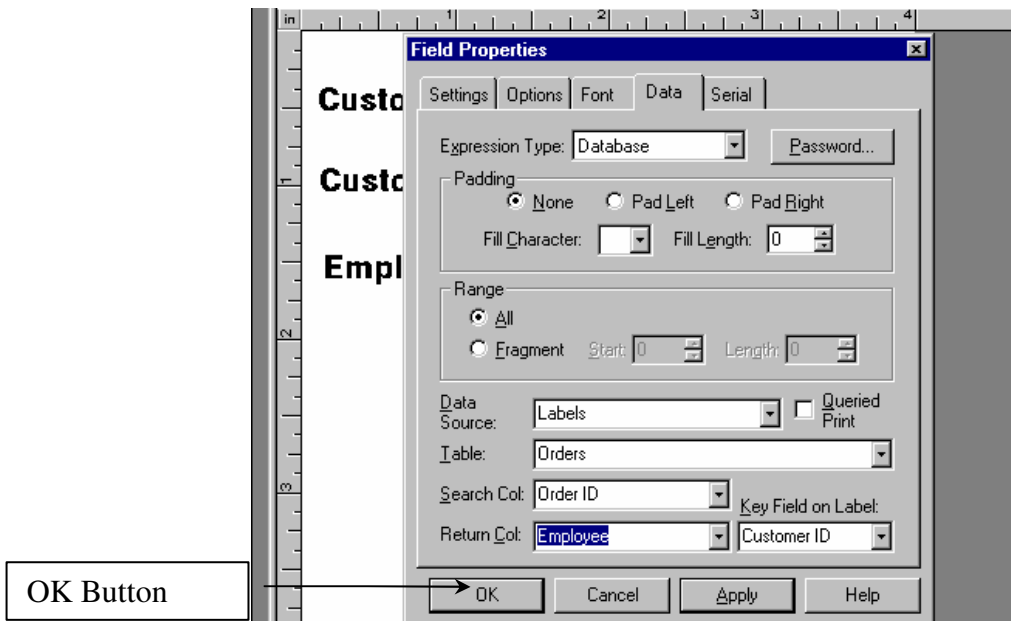 in 1 2 3 4
Field Properties
Settings Options Font Data Serial
Custo
Expression Type: Database Password...
Custo
Padding
None Pad Left Pad Right
Fill Character: Fill Length: 0
Empl
Range
All
1
Fragment Start: 0 Length: 0
2
Data Source: Labels Queried Print
Table: Orders
Search Col: Order ID Key Field on Label:
3
Return Col: Employee Customer ID
OK Button
OK Cancel Apply Help